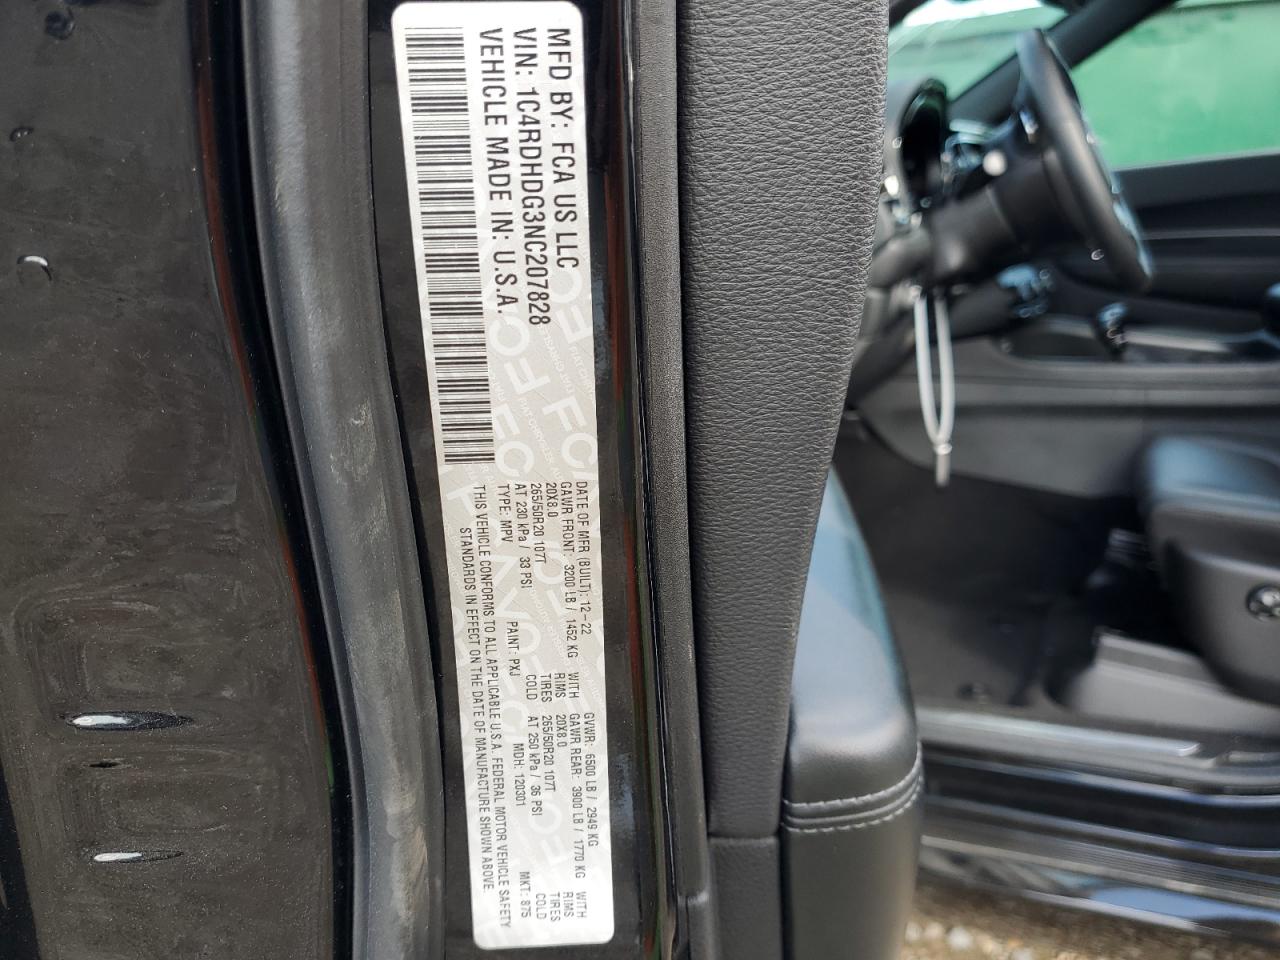 MFD BY: FCA US LLC
VIN: 1C4RDHDG3NC207828
VEHICLE MADE IN: U.S.A.
DATE OF MFR (BUILT): 12-22 GVWR: 6500 LB / 2949 KG
GAWR FRONT: 3200 LB / 1452 KG WITH GAWR REAR: 3900 LB / 1770 KG WITH
20X8.0 RIMS 20X8.0 RIMS
265/50R20 107T TIRES 265/50R20 107T TIRES
AT 230 kPa / 33 PSI COLD AT 250 kPa / 36 PSI COLD
TYPE: MPV PAINT: PXJ MDH: 120301 MKT: 875
THIS VEHICLE CONFORMS TO ALL APPLICABLE U.S.A. FEDERAL MOTOR VEHICLE SAFETY
STANDARDS IN EFFECT ON THE DATE OF MANUFACTURE SHOWN ABOVE.